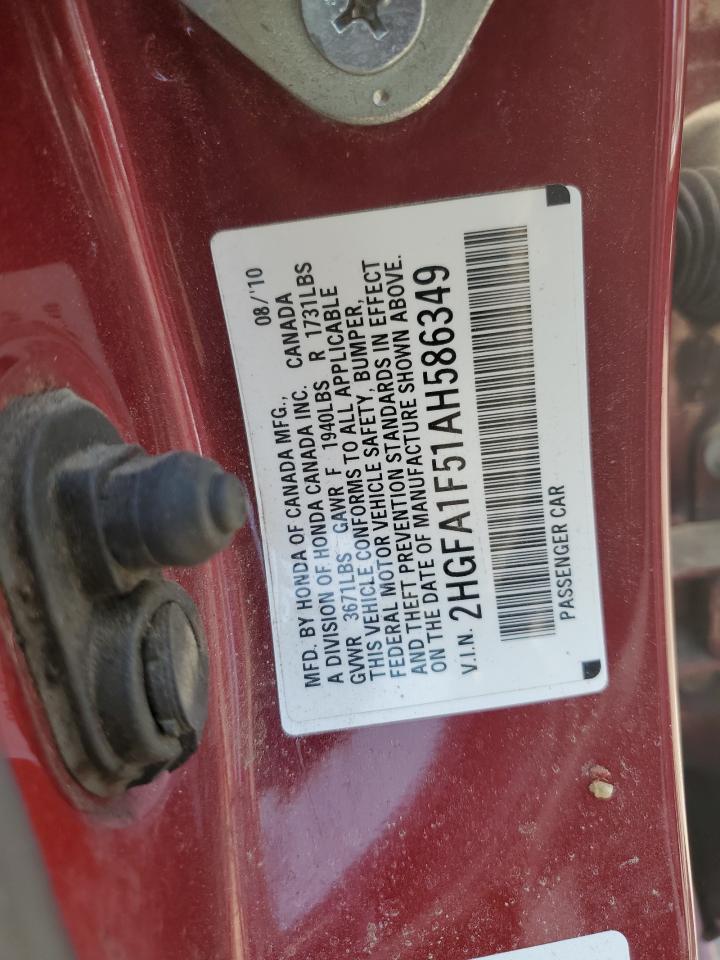 MFD. BY HONDA OF CANADA MFG., 08/'10
A DIVISION OF HONDA CANADA INC. CANADA
GVWR 3671LBS GAWR F 1940LBS R 1731LBS
THIS VEHICLE CONFORMS TO ALL APPLICABLE
FEDERAL MOTOR VEHICLE SAFETY, BUMPER,
AND THEFT PREVENTION STANDARDS IN EFFECT
ON THE DATE OF MANUFACTURE SHOWN ABOVE.
V.I.N. 2HGFA1F51AH586349
PASSENGER CAR